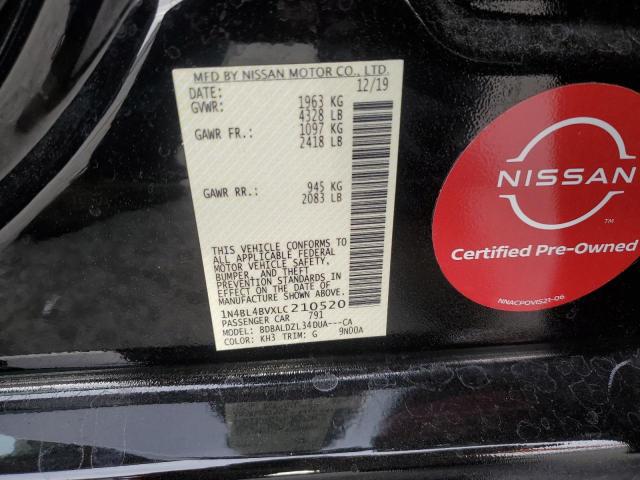 MFD BY NISSAN MOTOR CO., LTD.
DATE: 12/19
GVWR: 1963 KG
4328 LB
GAWR FR.: 1097 KG
2418 LB
GAWR RR.: 945 KG
2083 LB
THIS VEHICLE CONFORMS TO
ALL APPLICABLE FEDERAL
MOTOR VEHICLE SAFETY,
BUMPER, AND THEFT
PREVENTION STANDARDS IN
EFFECT ON THE DATE OF
MANUFACTURE SHOWN ABOVE.
1N4BL4BVXLC210520
PASSENGER CAR 791
MODEL: BDBALDZL34DUA---CA
COLOR: KH3 TRIM: G 9N00A
NISSAN
TM
Certified Pre-Owned
NNACPOVIS21-06